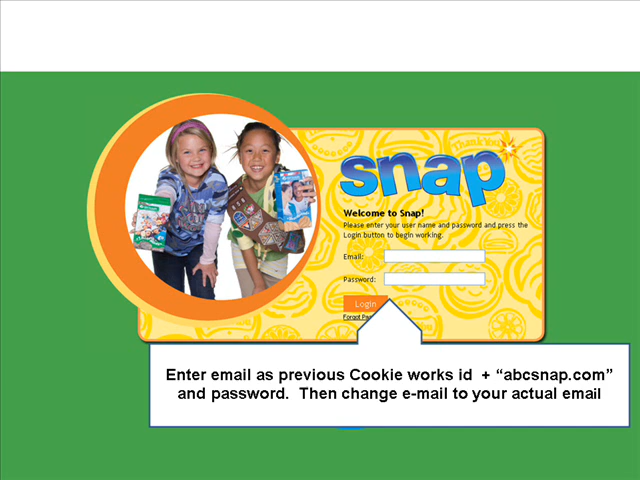 Thank You!
snap
Welcome to Snap!
Please enter your user name and password and press the
Login button to begin working.
Email:
Password:
Login
Forgot
Enter email as previous Cookie works id + “abcsnap.com”
and password. Then change e-mail to your actual email